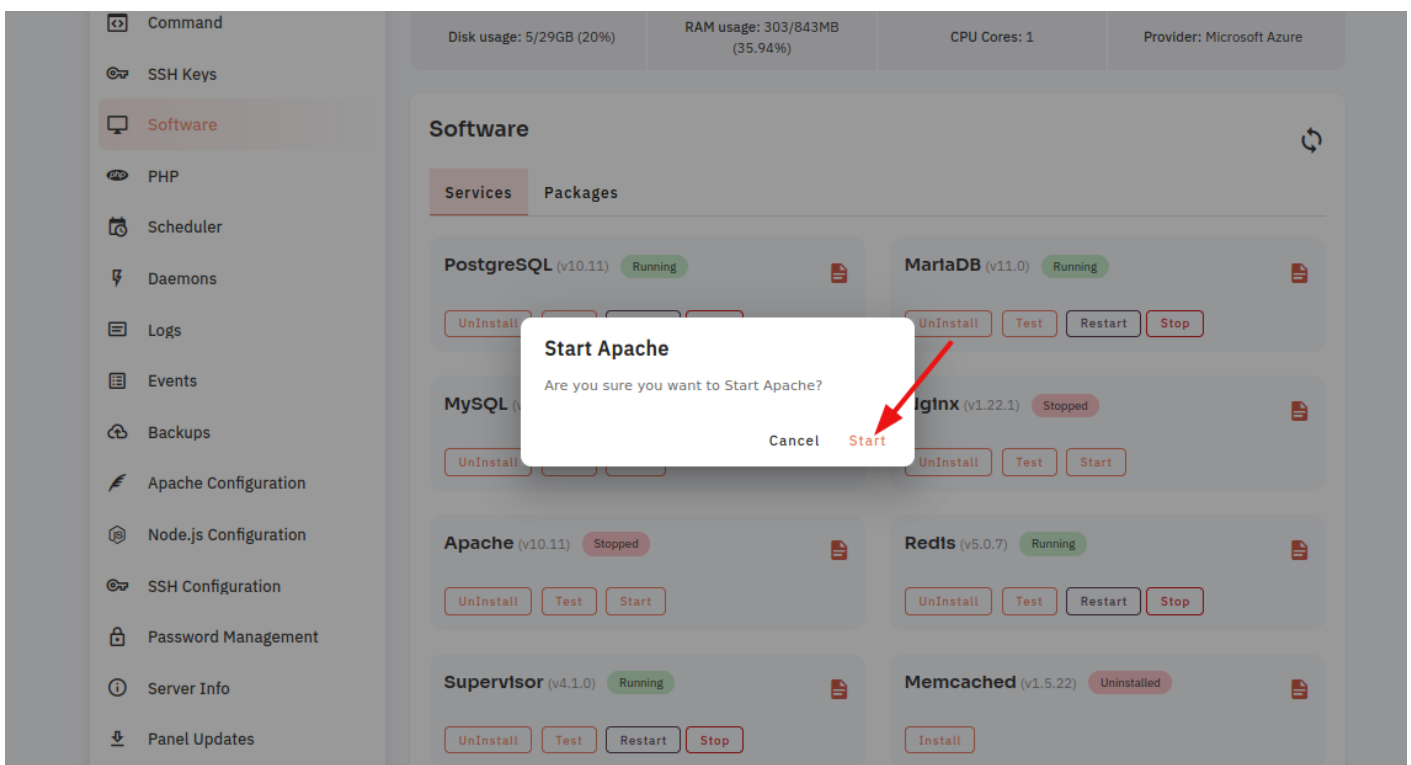 Command
SSH Keys
Software
PHP
Scheduler
Daemons
Logs
Events
Backups
Apache Configuration
Node.js Configuration
SSH Configuration
Password Management
Server Info
Panel Updates
Disk usage: 5/29GB (20%)
RAM usage: 303/843MB
(35.94%)
CPU Cores: 1
Provider: Microsoft Azure
Software
Services Packages
PostgreSQL (v10.11) Running
UnInstall
MariaDB (v11.0) Running
UnInstall Test Restart Stop
Start Apache
Are you sure you want to Start Apache?
Cancel Start
MySQL
UnInstall
Nginx (v1.22.1) Stopped
UnInstall Test Start
Apache (v10.11) Stopped
UnInstall Test Start
Redis (v5.0.7) Running
UnInstall Test Restart Stop
Supervisor (v4.1.0) Running
UnInstall Test Restart Stop
Memcached (v1.5.22) Uninstalled
Install